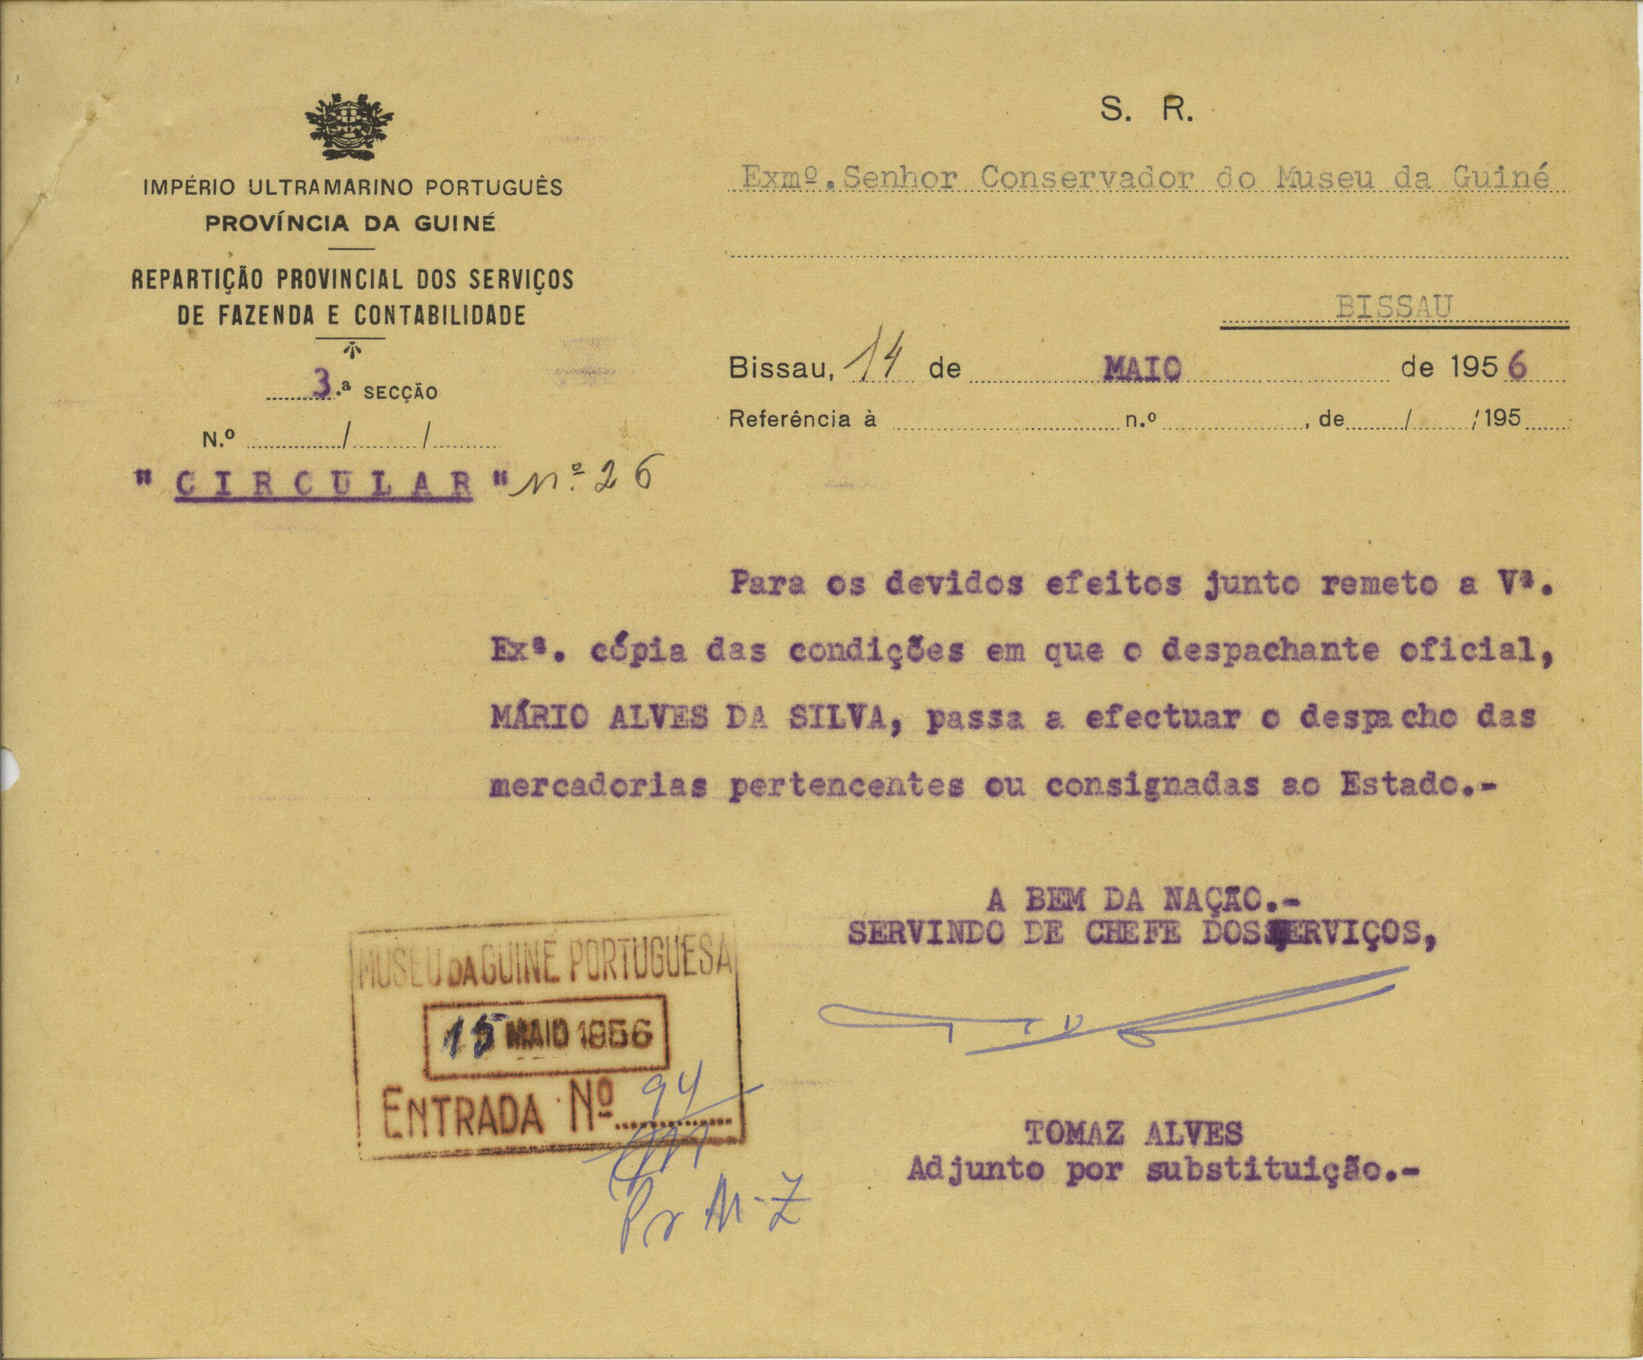 S. R.
IMPÉRIO ULTRAMARINO PORTUGUÊS
PROVÍNCIA DA GUINÉ
REPARTIÇÃO PROVINCIAL DOS SERVIÇOS
DE FAZENDA E CONTABILIDADE
3.ª SECÇÃO
N.º ........../........../..........
" C I R C U L A R " nº. 26
Exmº. Senhor Conservador do Museu da Guiné
BISSAU
Bissau, 14 de MAIO de 1956
Referência à .......... n.º .........., de ....../....../195......
Para os devidos efeitos junto remeto a Vª.
Exª. cópia das condições em que o despachante oficial,
MÁRIO ALVES DA SILVA, passa a efectuar o despacho das
mercadorias pertencentes ou consignadas ao Estado.-
A BEM DA NAÇÃO.-
SERVINDO DE CHEFE DOS SERVIÇOS,
TOMAZ ALVES
Adjunto por substituição.-
MUSEU DA GUINÉ PORTUGUESA
15 MAIO 1956
ENTRADA Nº 94
Pr M-Z